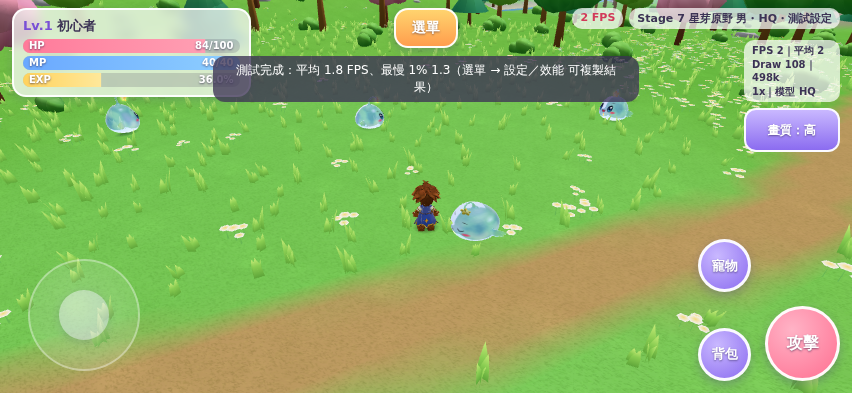 Lv.1 初心者
HP 84/100
MP 40
EXP 36
選單
2 FPS
Stage 7 星芽原野 男・HQ・測試設定
FPS 2 | 平均 2
Draw 108 |
498k
1x | 模型 HQ
畫質：高
測試完成：平均 1.8 FPS、最慢 1% 1.3（選單 → 設定／效能 可複製結
果）
寵物
背包
攻擊